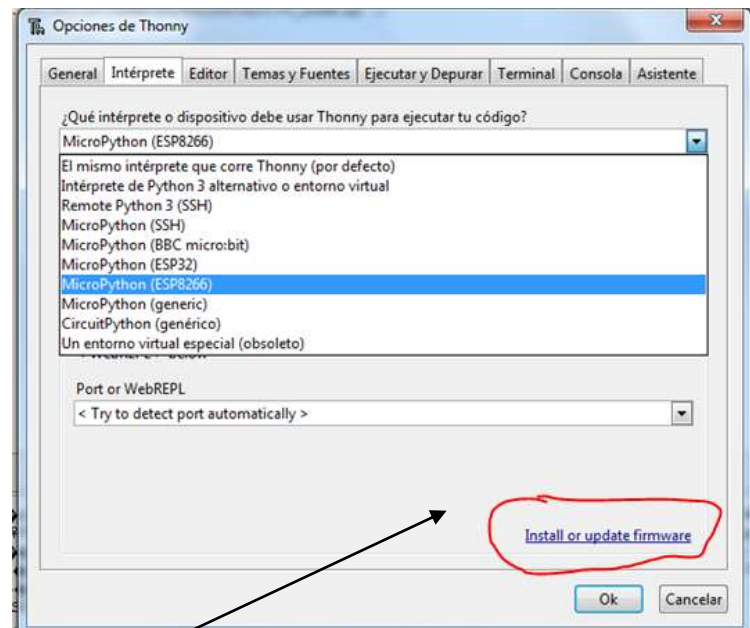 Opciones de Thonny
General Intérprete Editor Temas y Fuentes Ejecutar y Depurar Terminal Consola Asistente
¿Qué intérprete o dispositivo debe usar Thonny para ejecutar tu código?
MicroPython (ESP8266)
El mismo intérprete que corre Thonny (por defecto)
Intérprete de Python 3 alternativo o entorno virtual
Remote Python 3 (SSH)
MicroPython (SSH)
MicroPython (BBC micro:bit)
MicroPython (ESP32)
MicroPython (ESP8266)
MicroPython (generic)
CircuitPython (genérico)
Un entorno virtual especial (obsoleto)
Port or WebREPL
< Try to detect port automatically >
Install or update firmware
Ok Cancelar